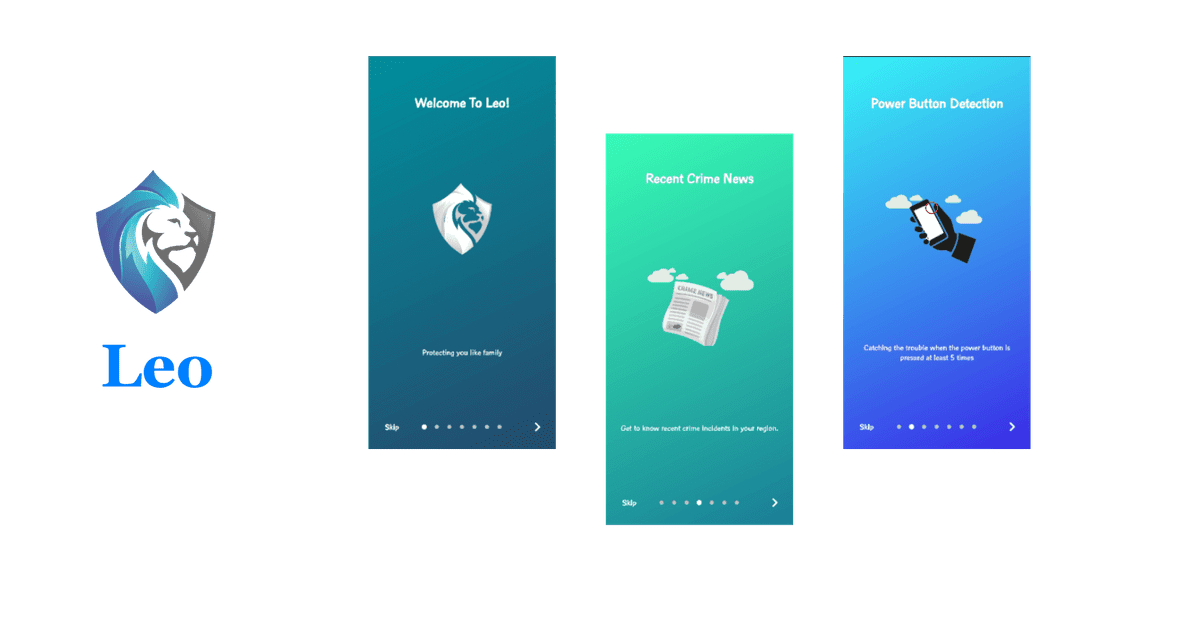 Leo
Welcome To Leo!
Protecting you like family
Skip
Recent Crime News
CRIME NEWS
Get to know recent crime incidents in your region.
Skip
Power Button Detection
Catching the trouble when the power button is
pressed at least 5 times
Skip